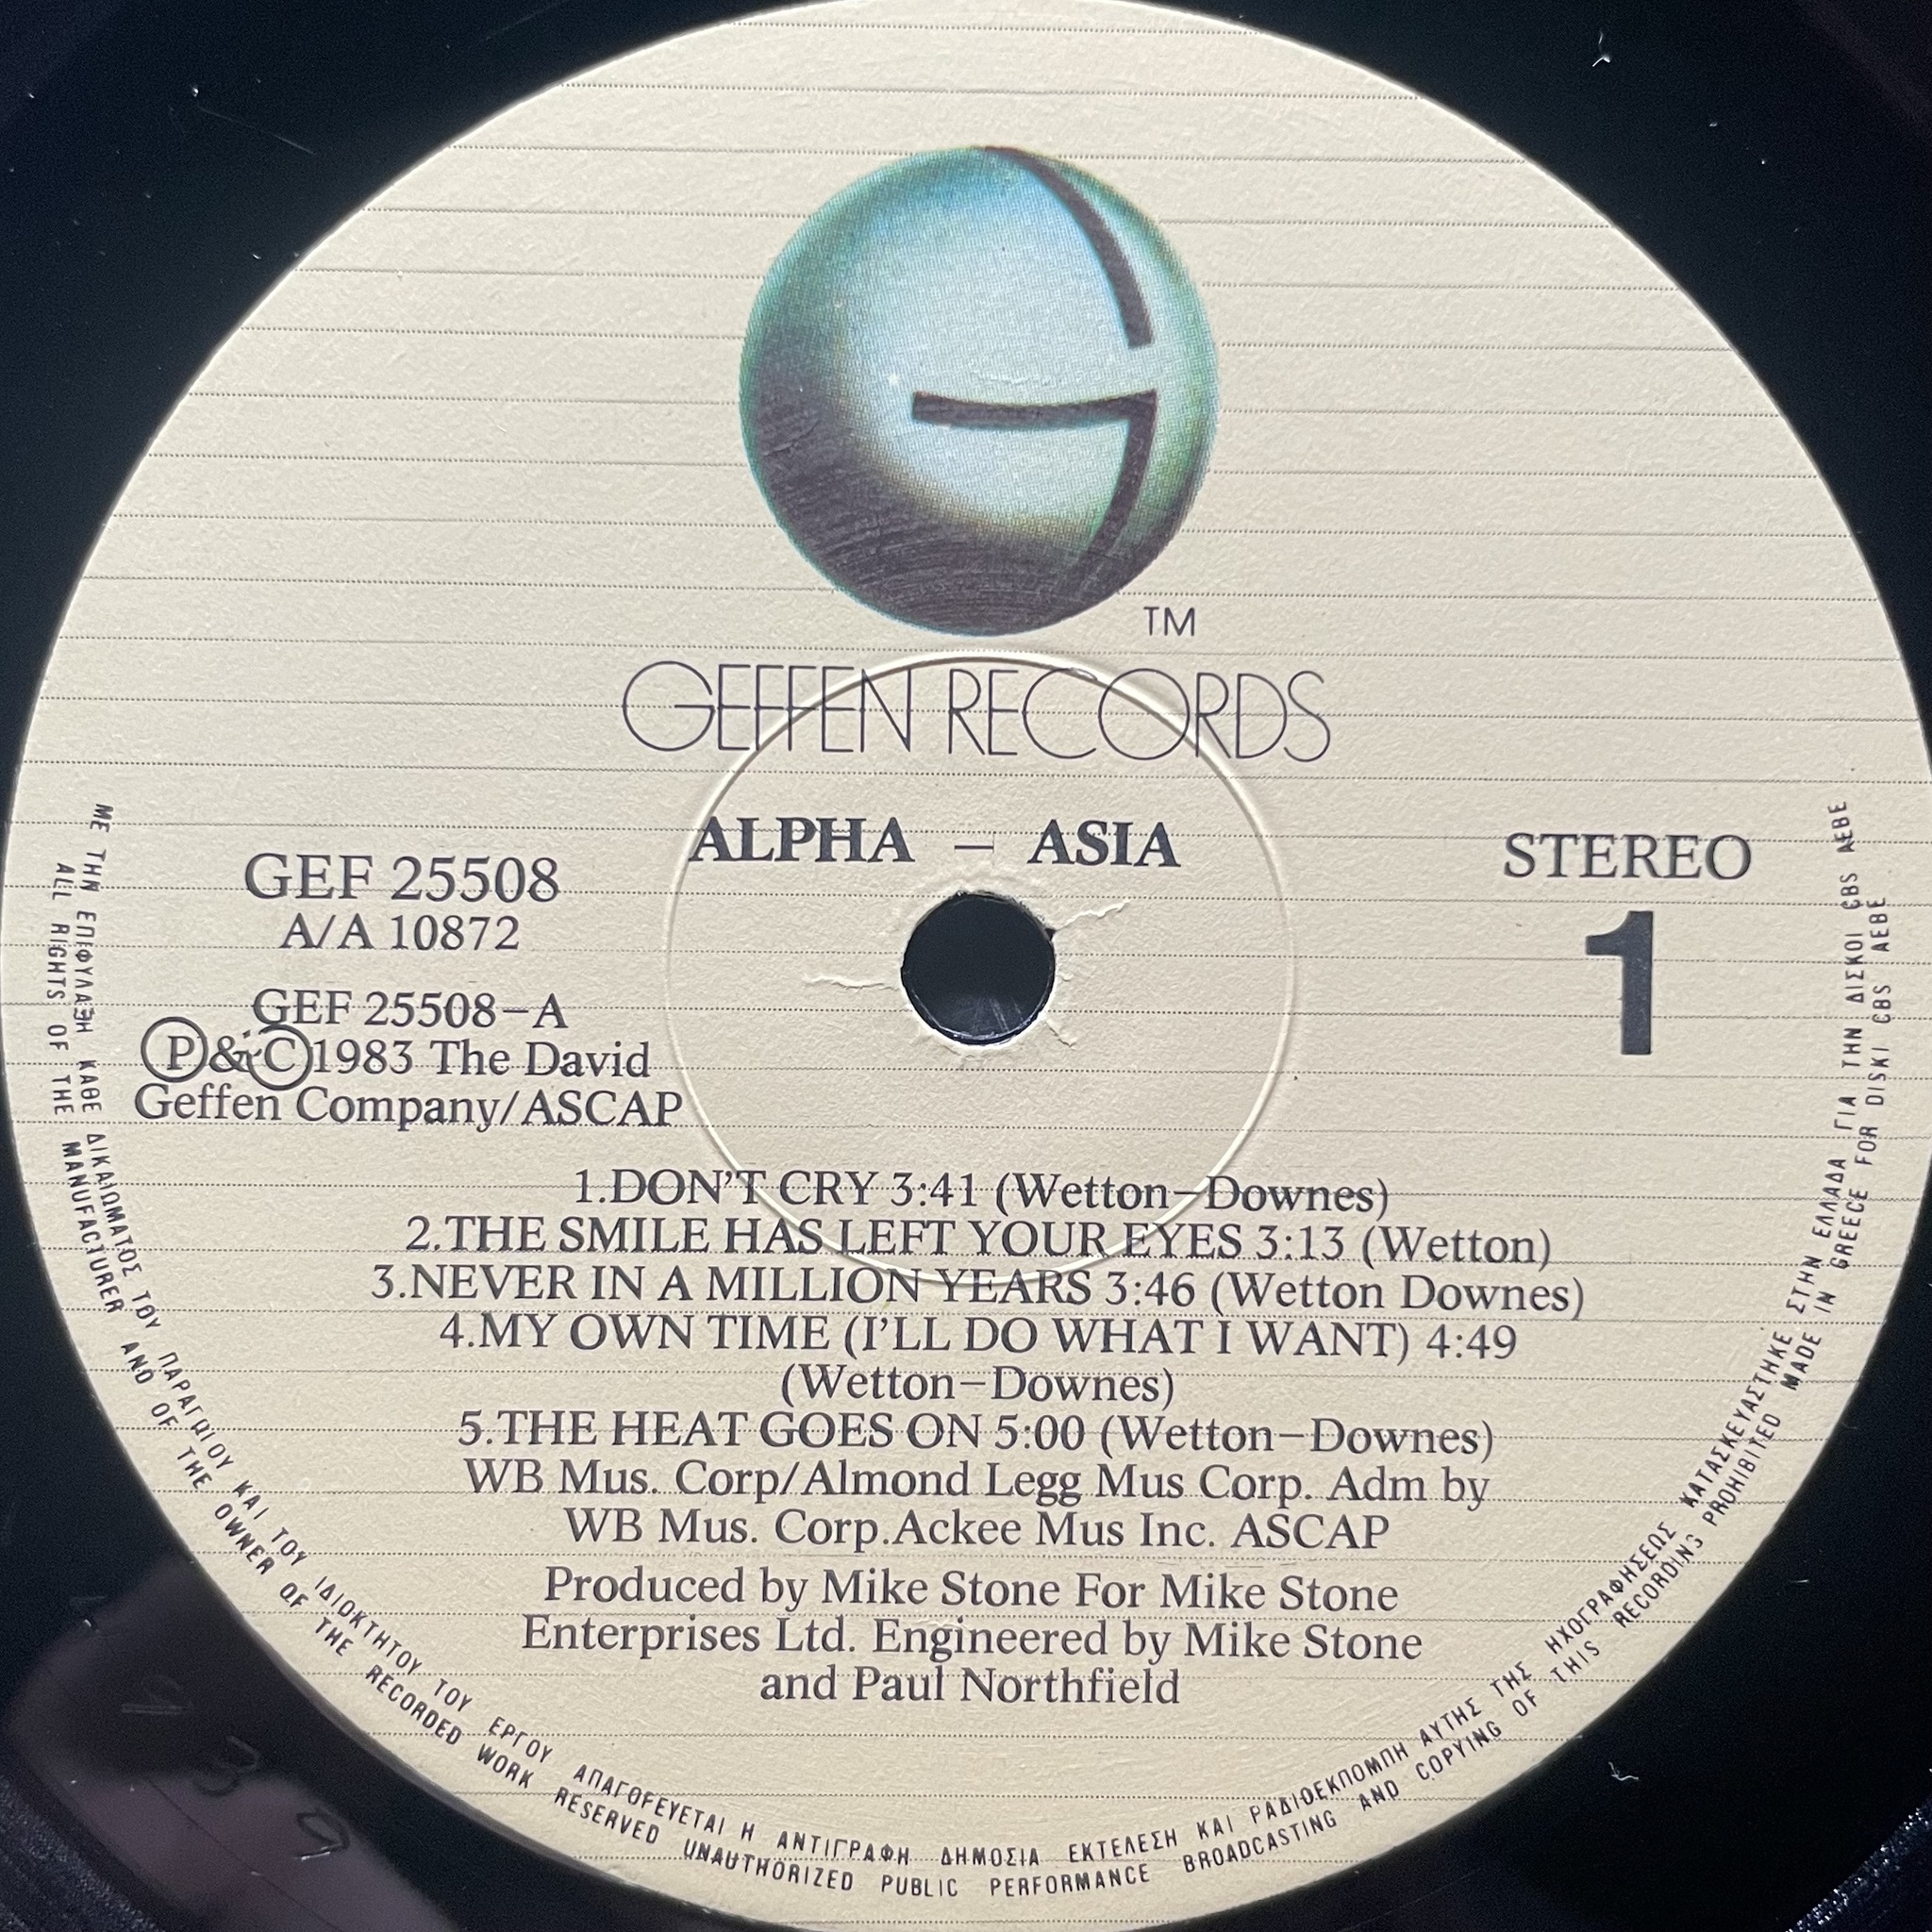 TM
GEFFEN RECORDS
ALPHA – ASIA
GEF 25508
A/A 10872
GEF 25508–A
Ⓟ&Ⓒ1983 The David
Geffen Company/ASCAP
STEREO
1
1.DON'T CRY 3:41 (Wetton–Downes)
2.THE SMILE HAS LEFT YOUR EYES 3:13 (Wetton)
3.NEVER IN A MILLION YEARS 3:46 (Wetton Downes)
4.MY OWN TIME (I'LL DO WHAT I WANT) 4:49
(Wetton–Downes)
5.THE HEAT GOES ON 5:00 (Wetton–Downes)
WB Mus. Corp/Almond Legg Mus Corp. Adm by
WB Mus. Corp.Ackee Mus Inc. ASCAP
Produced by Mike Stone For Mike Stone
Enterprises Ltd. Engineered by Mike Stone
and Paul Northfield
ΜΕ ΤΗΝ ΕΠΙΦΥΛΑΞΗ ΚΑΘΕ ΔΙΚΑΙΩΜΑΤΟΣ ΤΟΥ ΠΑΡΑΓΩΓΟΥ ΚΑΙ ΤΟΥ ΙΔΙΟΚΤΗΤΟΥ ΤΟΥ ΕΡΓΟΥ ΑΠΑΓΟΡΕΥΕΤΑΙ Η ΑΝΤΙΓΡΑΦΗ ΔΗΜΟΣΙΑ ΕΚΤΕΛΕΣΗ ΚΑΙ ΡΑΔΙΟΕΚΠΟΜΠΗ ΑΥΤΗΣ ΤΗΣ ΗΧΟΓΡΑΦΗΣΕΩΣ ΚΑΤΑΣΚΕΥΑΣΤΗΚΕ ΣΤΗΝ ΕΛΛΑΔΑ ΓΙΑ ΤΗΝ ΔΙΣΚΟΙ CBS ΑΕΒΕ
ALL RIGHTS OF THE MANUFACTURER AND OF THE OWNER OF THE RECORDED WORK RESERVED UNAUTHORIZED PUBLIC PERFORMANCE BROADCASTING AND COPYING OF THIS RECORDING PROHIBITED MADE IN GREECE FOR DISKI CBS AEBE